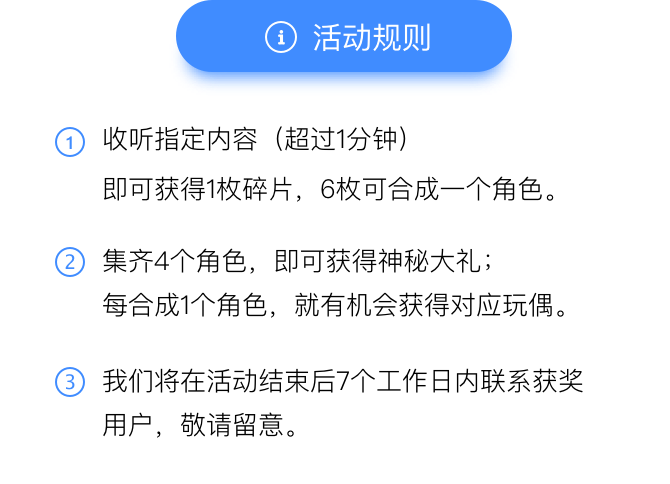 活动规则
1 收听指定内容（超过1分钟）
即可获得1枚碎片，6枚可合成一个角色。
2 集齐4个角色，即可获得神秘大礼；
每合成1个角色，就有机会获得对应玩偶。
3 我们将在活动结束后7个工作日内联系获奖
用户，敬请留意。